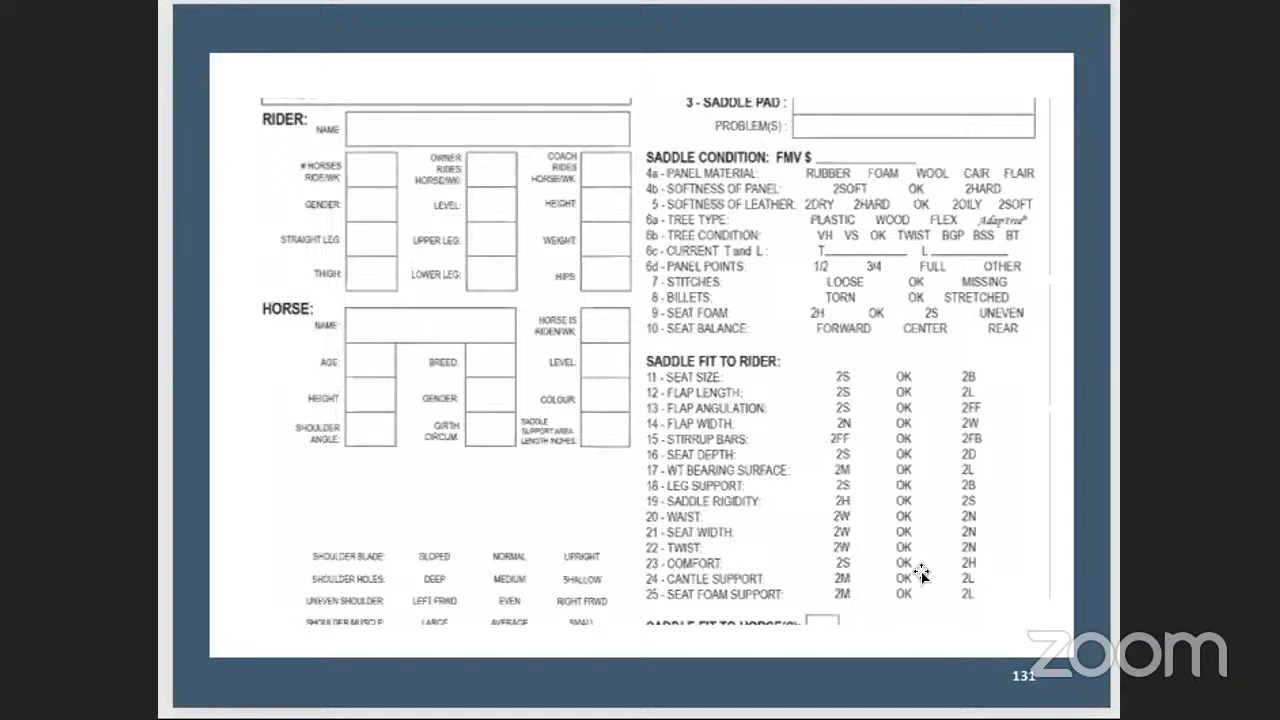 RIDER:
NAME
# HORSES RIDE/WK:
OWNER RIDES HORSE/WK:
COACH RIDES HORSE/WK:
GENDER:
LEVEL:
HEIGHT
STRAIGHT LEG:
UPPER LEG:
WEIGHT:
THIGH:
LOWER LEG:
HIPS:
HORSE:
NAME:
HORSE IS RIDEN/WK:
AGE:
BREED:
LEVEL:
HEIGHT
GENDER:
COLOUR:
SHOULDER ANGLE:
GIRTH CIRCUM.
SADDLE SUPPORT AREA LENGTH INCHES:
SHOULDER BLADE: SLOPED NORMAL UPRIGHT
SHOULDER HOLES: DEEP MEDIUM SHALLOW
UNEVEN SHOULDER: LEFT FRWD EVEN RIGHT FRWD
SHOULDER MUSCLE: LARGE AVERAGE SMALL
3 - SADDLE PAD :
PROBLEM(S) :
SADDLE CONDITION: FMV $ ____________
4a - PANEL MATERIAL: RUBBER FOAM WOOL CAIR FLAIR
4b - SOFTNESS OF PANEL: 2SOFT OK 2HARD
5 - SOFTNESS OF LEATHER: 2DRY 2HARD OK 2OILY 2SOFT
6a - TREE TYPE: PLASTIC WOOD FLEX AdapTree®
6b - TREE CONDITION: VH VS OK TWIST BGP BSS BT
6c - CURRENT T and L : T____________ L____________
6d - PANEL POINTS: 1/2 3/4 FULL OTHER
7 - STITCHES: LOOSE OK MISSING
8 - BILLETS: TORN OK STRETCHED
9 - SEAT FOAM: 2H OK 2S UNEVEN
10 - SEAT BALANCE: FORWARD CENTER REAR
SADDLE FIT TO RIDER:
11 - SEAT SIZE: 2S OK 2B
12 - FLAP LENGTH: 2S OK 2L
13 - FLAP ANGULATION: 2S OK 2FF
14 - FLAP WIDTH: 2N OK 2W
15 - STIRRUP BARS: 2FF OK 2FB
16 - SEAT DEPTH: 2S OK 2D
17 - WT BEARING SURFACE: 2M OK 2L
18 - LEG SUPPORT: 2S OK 2B
19 - SADDLE RIGIDITY: 2H OK 2S
20 - WAIST: 2W OK 2N
21 - SEAT WIDTH: 2W OK 2N
22 - TWIST: 2W OK 2N
23 - COMFORT: 2S OK 2H
24 - CANTLE SUPPORT: 2M OK 2L
25 - SEAT FOAM SUPPORT: 2M OK 2L
SADDLE FIT TO HORSE(S):
131
zoom